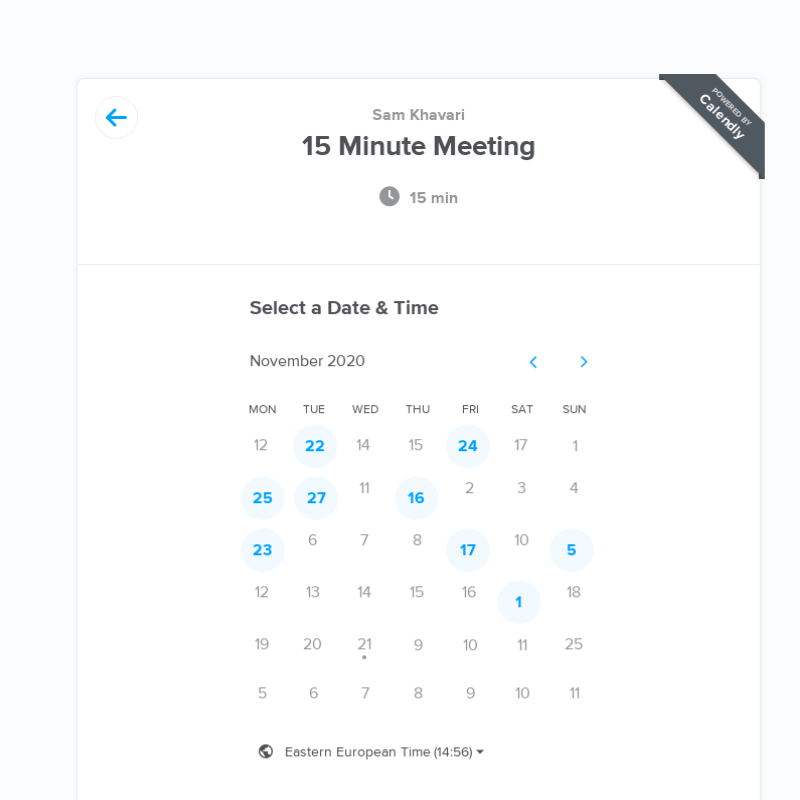 POWERED BY
Calendly
Sam Khavari
15 Minute Meeting
15 min
Select a Date & Time
November 2020
MON TUE WED THU FRI SAT SUN
12 22 14 15 24 17 1
25 27 11 16 2 3 4
23 6 7 8 17 10 5
12 13 14 15 16 1 18
19 20 21 9 10 11 25
5 6 7 8 9 10 11
Eastern European Time (14:56)